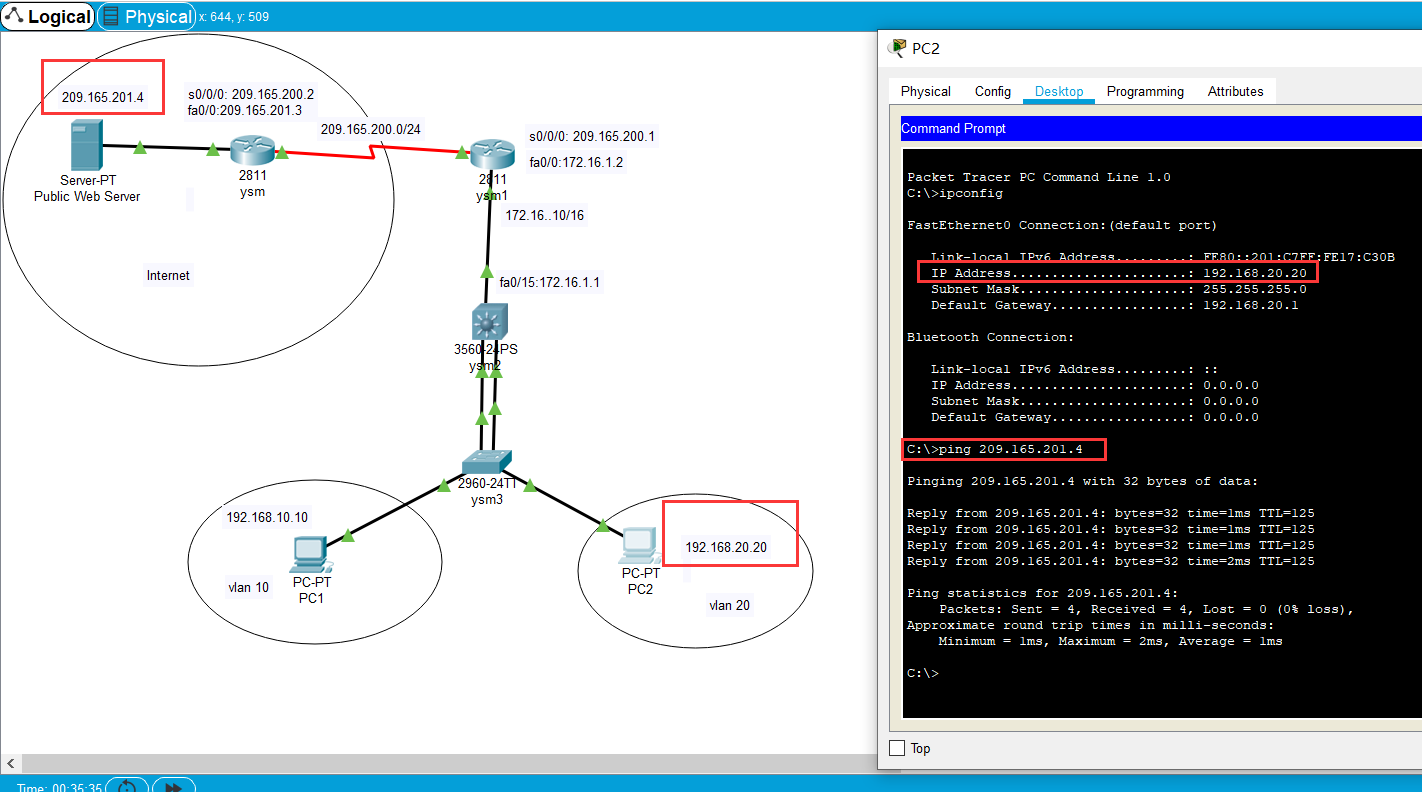 Logical
Physical
x: 644, y: 509
209.165.201.4
s0/0/0: 209.165.200.2
fa0/0:209.165.201.3
209.165.200.0/24
s0/0/0: 209.165.200.1
fa0/0:172.16.1.2
Server-PT
Public Web Server
2811
ysm
2811
ysm1
172.16..10/16
Internet
fa0/15:172.16.1.1
3560-24PS
ysm2
2960-24TT
ysm3
192.168.10.10
vlan 10
PC-PT
PC1
192.168.20.20
PC-PT
PC2
vlan 20
Time: 00:35:35
PC2
Physical Config Desktop Programming Attributes
Command Prompt
Packet Tracer PC Command Line 1.0
C:\>ipconfig
FastEthernet0 Connection:(default port)
Link-local IPv6 Address.........: FE80::201:C7FF:FE17:C30B
IP Address......................: 192.168.20.20
Subnet Mask.....................: 255.255.255.0
Default Gateway.................: 192.168.20.1
Bluetooth Connection:
Link-local IPv6 Address.........: ::
IP Address......................: 0.0.0.0
Subnet Mask.....................: 0.0.0.0
Default Gateway.................: 0.0.0.0
C:\>ping 209.165.201.4
Pinging 209.165.201.4 with 32 bytes of data:
Reply from 209.165.201.4: bytes=32 time=1ms TTL=125
Reply from 209.165.201.4: bytes=32 time=1ms TTL=125
Reply from 209.165.201.4: bytes=32 time=1ms TTL=125
Reply from 209.165.201.4: bytes=32 time=2ms TTL=125
Ping statistics for 209.165.201.4:
Packets: Sent = 4, Received = 4, Lost = 0 (0% loss),
Approximate round trip times in milli-seconds:
Minimum = 1ms, Maximum = 2ms, Average = 1ms
C:\>
Top